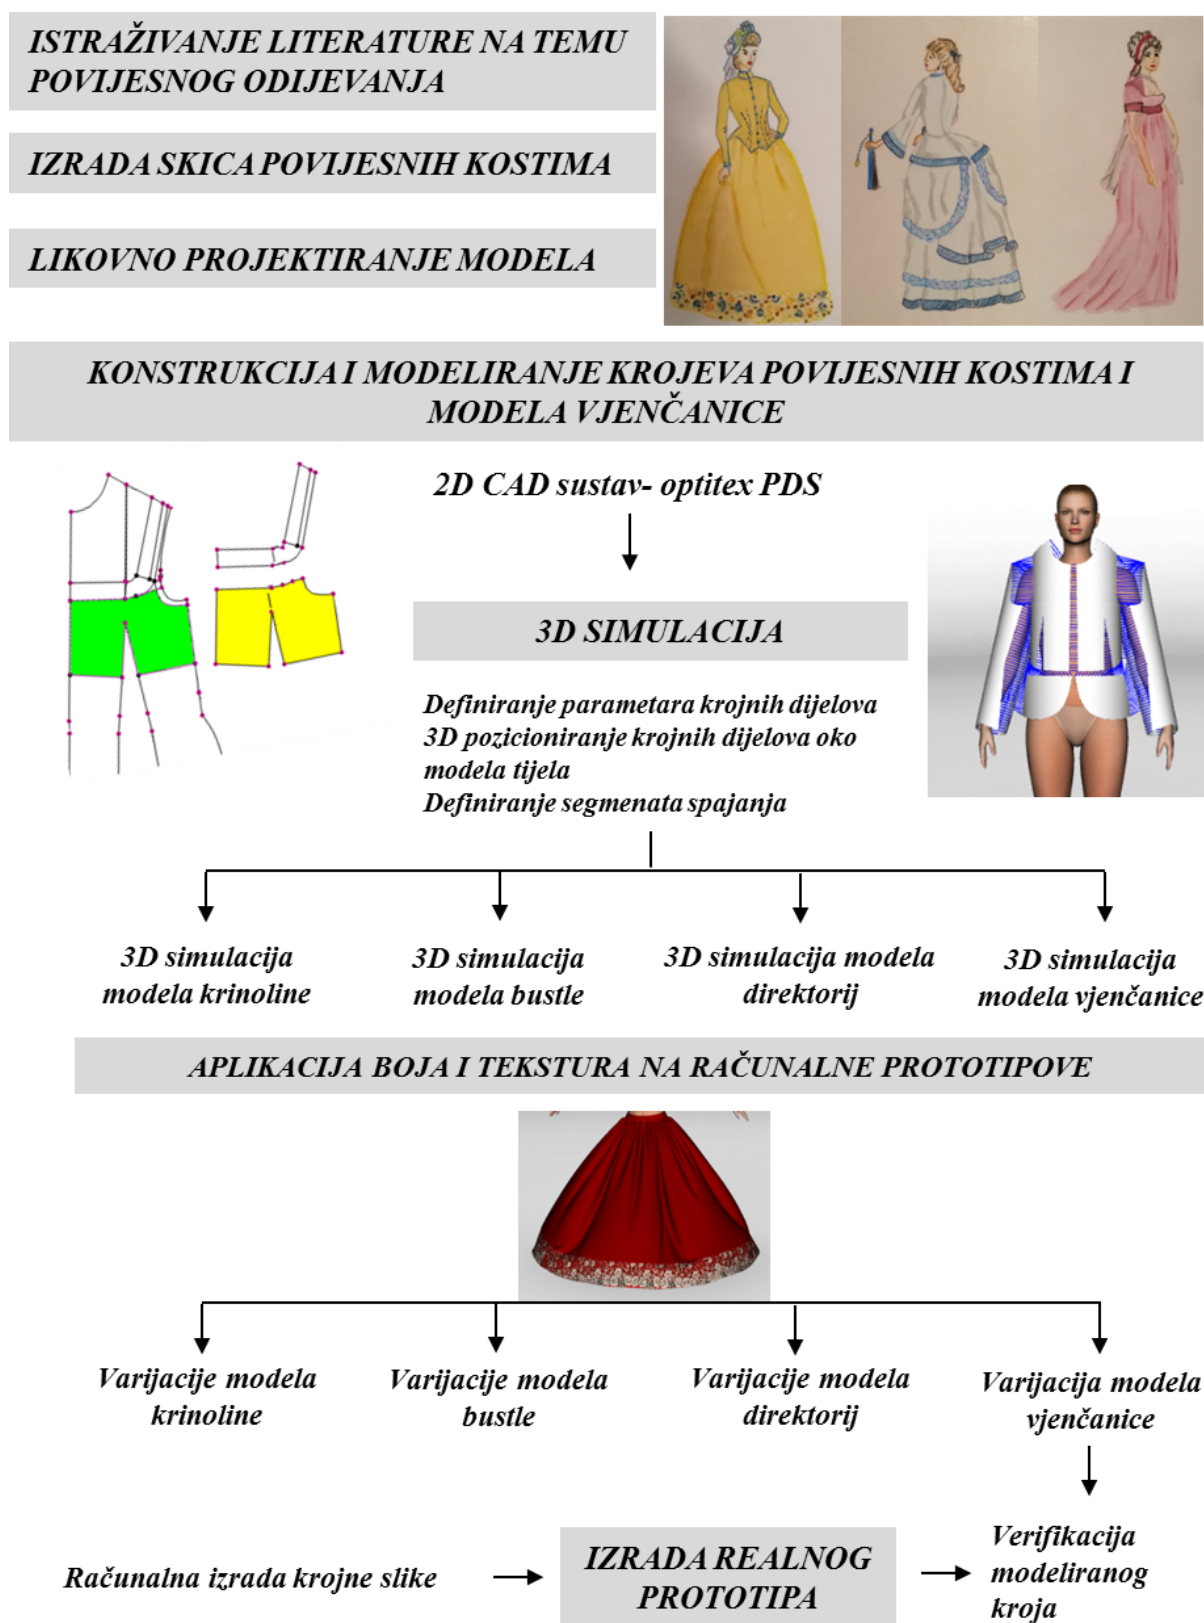 ISTRAŽIVANJE LITERATURE NA TEMU
POVIJESNOG ODIJEVANJA
IZRADA SKICA POVIJESNIH KOSTIMA
LIKOVNO PROJEKTIRANJE MODELA
KONSTRUKCIJA I MODELIRANJE KROJEVA POVIJESNIH KOSTIMA I
MODELA VJENČANICE
2D CAD sustav- optitex PDS
3D SIMULACIJA
Definiranje parametara krojnih dijelova
3D pozicioniranje krojnih dijelova oko
modela tijela
Definiranje segmenata spajanja
3D simulacija
modela krinoline
3D simulacija
modela bustle
3D simulacija modela
direktorij
3D simulacija
modela vjenčanice
APLIKACIJA BOJA I TEKSTURA NA RAČUNALNE PROTOTIPOVE
Varijacije modela
krinoline
Varijacije modela
bustle
Varijacije modela
direktorij
Varijacija modela
vjenčanice
Računalna izrada krojne slike
IZRADA REALNOG
PROTOTIPA
Verifikacija
modeliranog
kroja